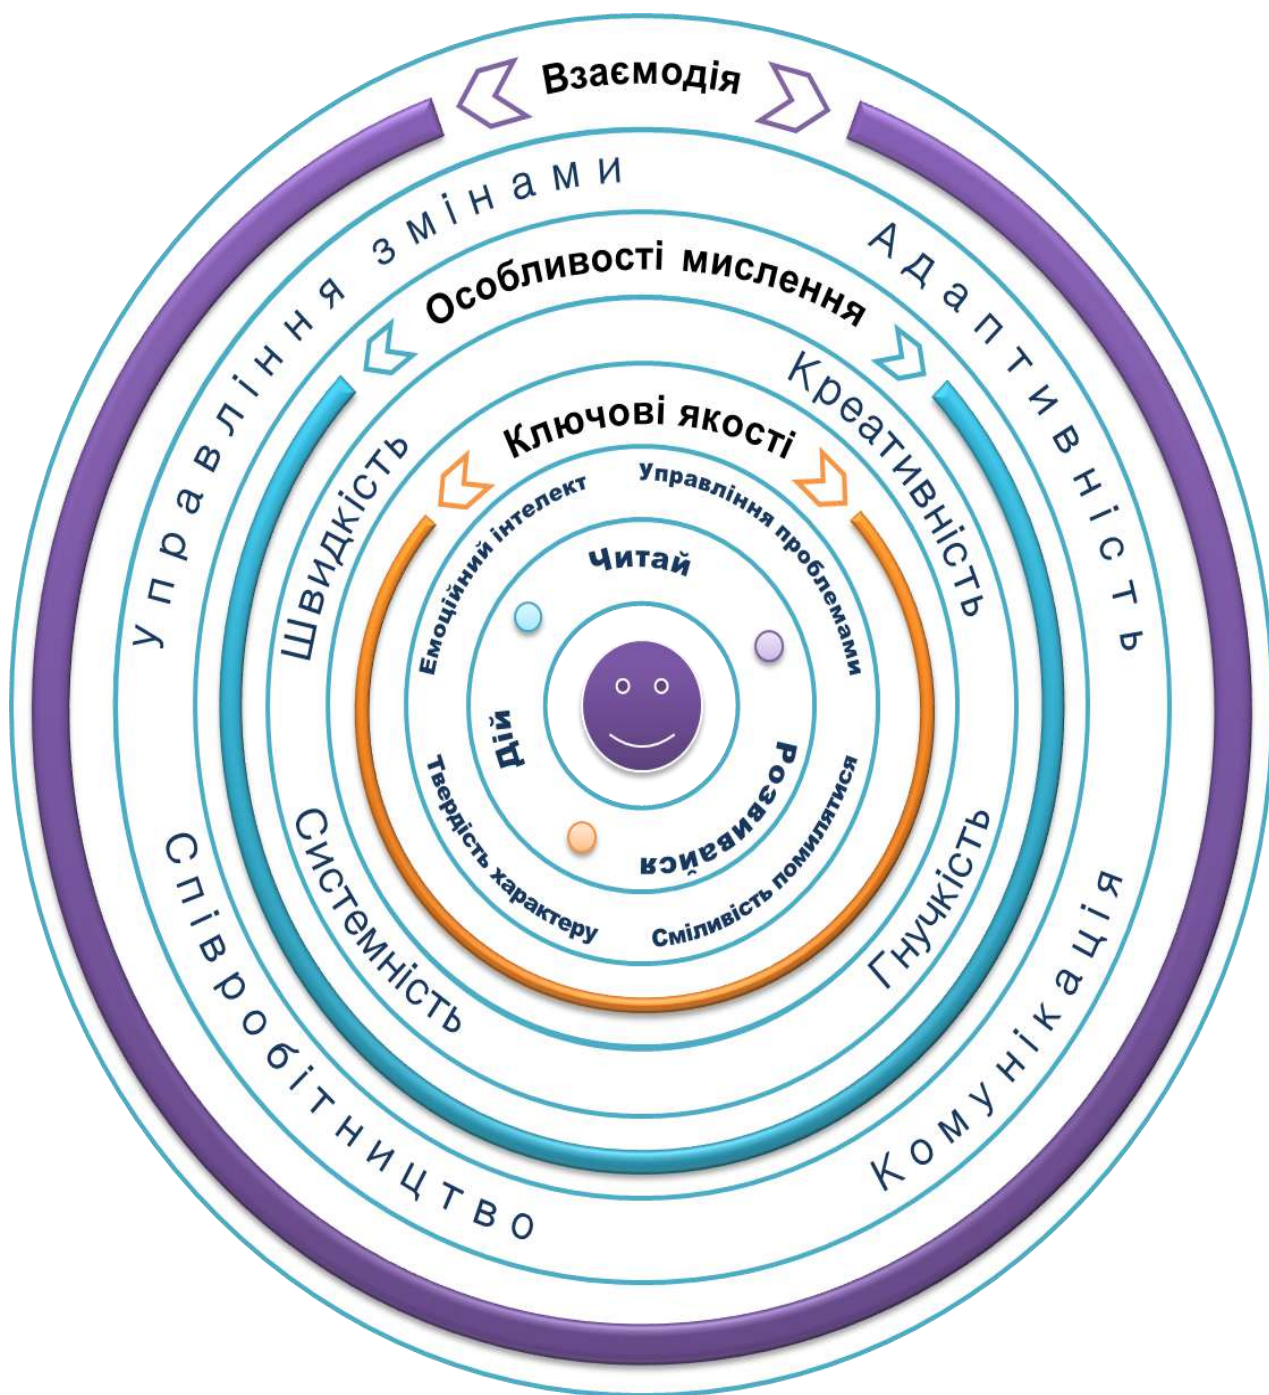 Взаємодія
управління змінами
Адаптивність
Співробітництво
Комунікація
Особливості мислення
Швидкість
Креативність
Системність
Гнучкість
Ключові якості
Емоційний інтелект
Управління проблемами
Твердість характеру
Сміливість помилятися
Читай
Розвивайся
Дій